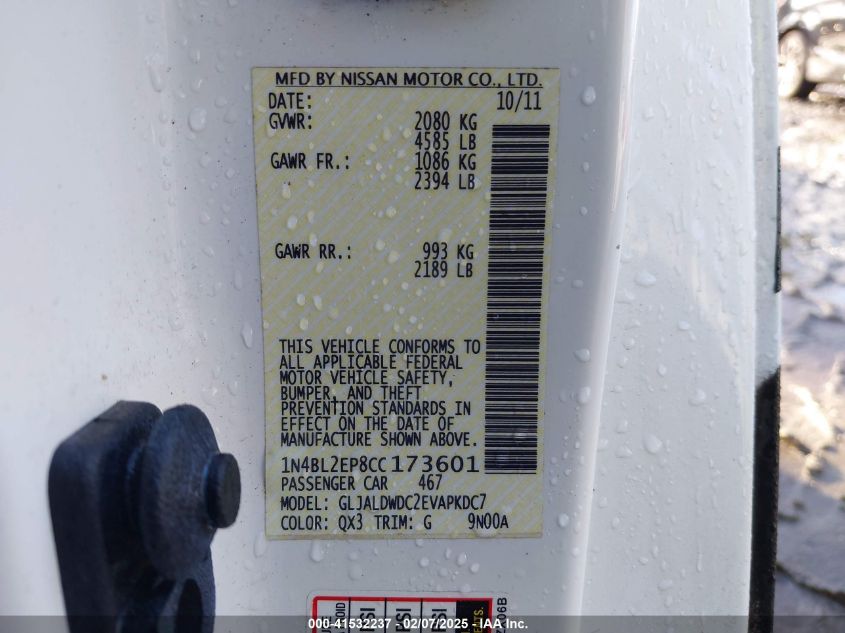 MFD BY NISSAN MOTOR CO., LTD.
DATE: 10/11
GVWR: 2080 KG
4585 LB
GAWR FR.: 1086 KG
2394 LB
GAWR RR.: 993 KG
2189 LB
THIS VEHICLE CONFORMS TO
ALL APPLICABLE FEDERAL
MOTOR VEHICLE SAFETY,
BUMPER, AND THEFT
PREVENTION STANDARDS IN
EFFECT ON THE DATE OF
MANUFACTURE SHOWN ABOVE.
1N4BL2EP8CC173601
PASSENGER CAR 467
MODEL: GLJALDWDC2EVAPKDC7
COLOR: QX3 TRIM: G 9N00A
000-41532237 - 02/07/2025 - IAA Inc.